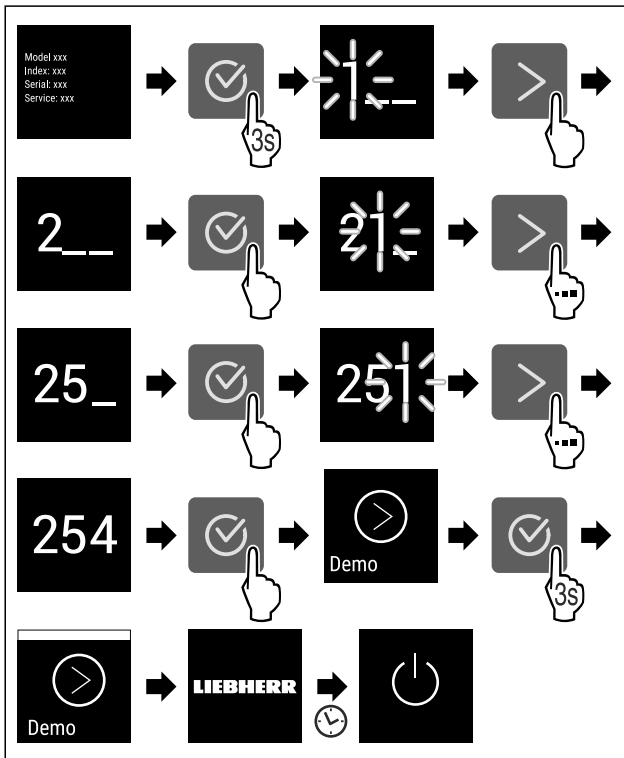 Model xxx
Index: xxx
Serial: xxx
Service: xxx
3s
1__
2__
21_
25_
251
254
Demo
3s
Demo
LIEBHERR